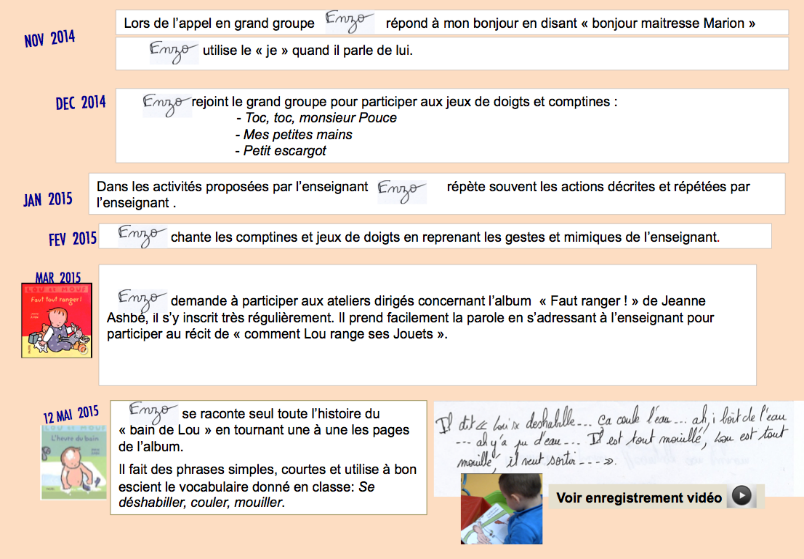 NOV 2014
Lors de l’appel en grand groupe Enzo répond à mon bonjour en disant « bonjour maitresse Marion »
Enzo utilise le « je » quand il parle de lui.
DEC 2014
Enzo rejoint le grand groupe pour participer aux jeux de doigts et comptines :
- Toc, toc, monsieur Pouce
- Mes petites mains
- Petit escargot
JAN 2015
Dans les activités proposées par l’enseignant Enzo répète souvent les actions décrites et répétées par
l’enseignant .
FEV 2015
Enzo chante les comptines et jeux de doigts en reprenant les gestes et mimiques de l’enseignant.
MAR 2015
LOU ET MOUF
Faut tout ranger !
Enzo demande à participer aux ateliers dirigés concernant l’album « Faut ranger ! » de Jeanne
Ashbé, il s’y inscrit très régulièrement. Il prend facilement la parole en s’adressant à l’enseignant pour
participer au récit de « comment Lou range ses Jouets ».
12 MAI 2015
LOU ET MOUF
L'heure du bain
Enzo se raconte seul toute l’histoire du
« bain de Lou » en tournant une à une les pages
de l’album.
Il fait des phrases simples, courtes et utilise à bon
escient le vocabulaire donné en classe: Se
déshabiller, couler, mouiller.
Il dit « Lou se deshabille... Ça coule l'eau... ah, i boit de l'eau
... ah y'a pu d'eau... Il est tout mouillé, Lou est tout
mouillé, il veut sortir ---- ».
Voir enregistrement vidéo